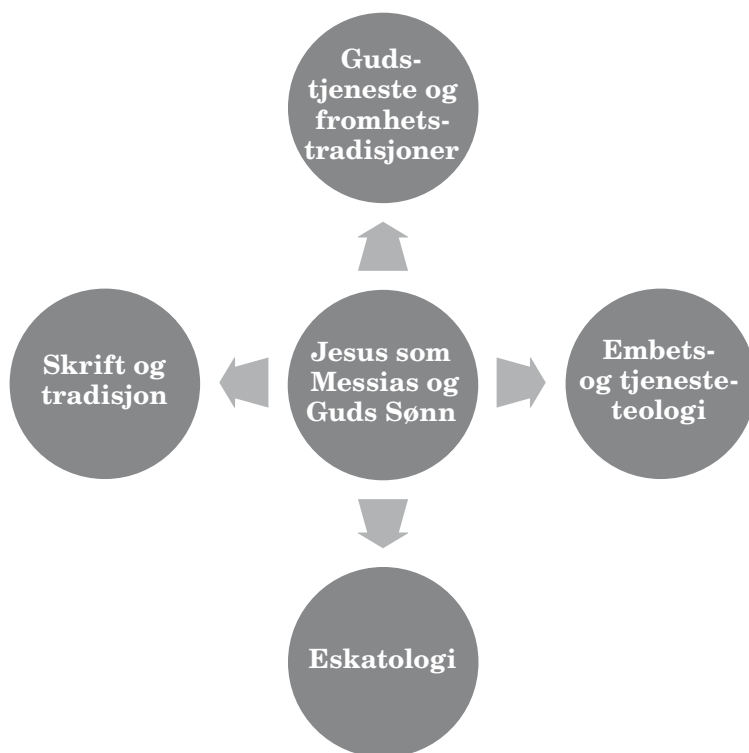 Guds-
tjeneste og
fromhets-
tradisjoner
Skrift og
tradisjon
Jesus som
Messias og
Guds Sønn
Embets-
og tjeneste-
teologi
Eskatologi